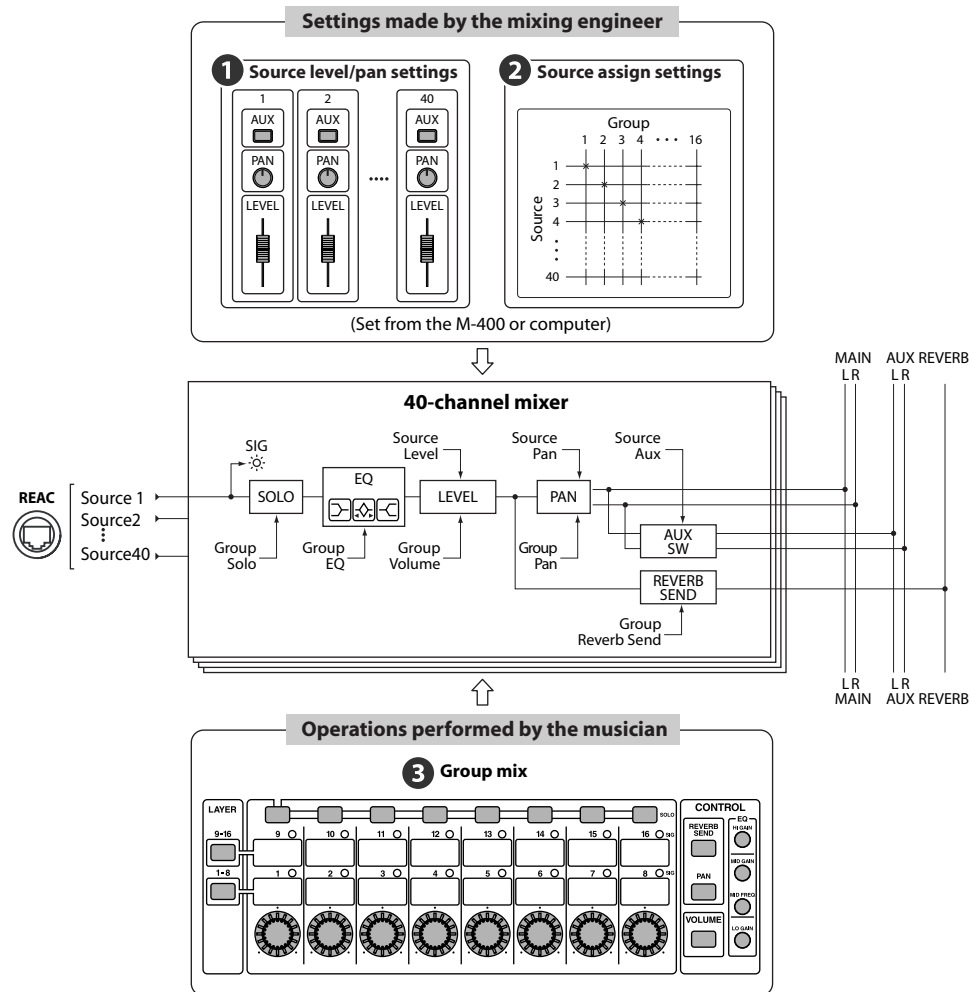 Settings made by the mixing engineer
1 Source level/pan settings
1 2 40
AUX AUX AUX
PAN PAN PAN
....
LEVEL LEVEL LEVEL
2 Source assign settings
Group
1 2 3 4 ··· 16
Source
1
2
3
4
40
(Set from the M-400 or computer)
MAIN AUX REVERB
L R L R
40-channel mixer
SIG
Source Level
Source Pan
Source Aux
EQ
REAC
Source 1
Source2
Source40
SOLO
LEVEL
PAN
AUX SW
REVERB SEND
Group Solo
Group EQ
Group Volume
Group Pan
Group Reverb Send
L R L R
MAIN AUX REVERB
Operations performed by the musician
3 Group mix
LAYER
SOLO
9-16
9 10 11 12 13 14 15 16 SIG
1-8
1 2 3 4 5 6 7 8 SIG
CONTROL
REVERB SEND
PAN
VOLUME
EQ
HI GAIN
MID GAIN
MID FREQ
LO GAIN